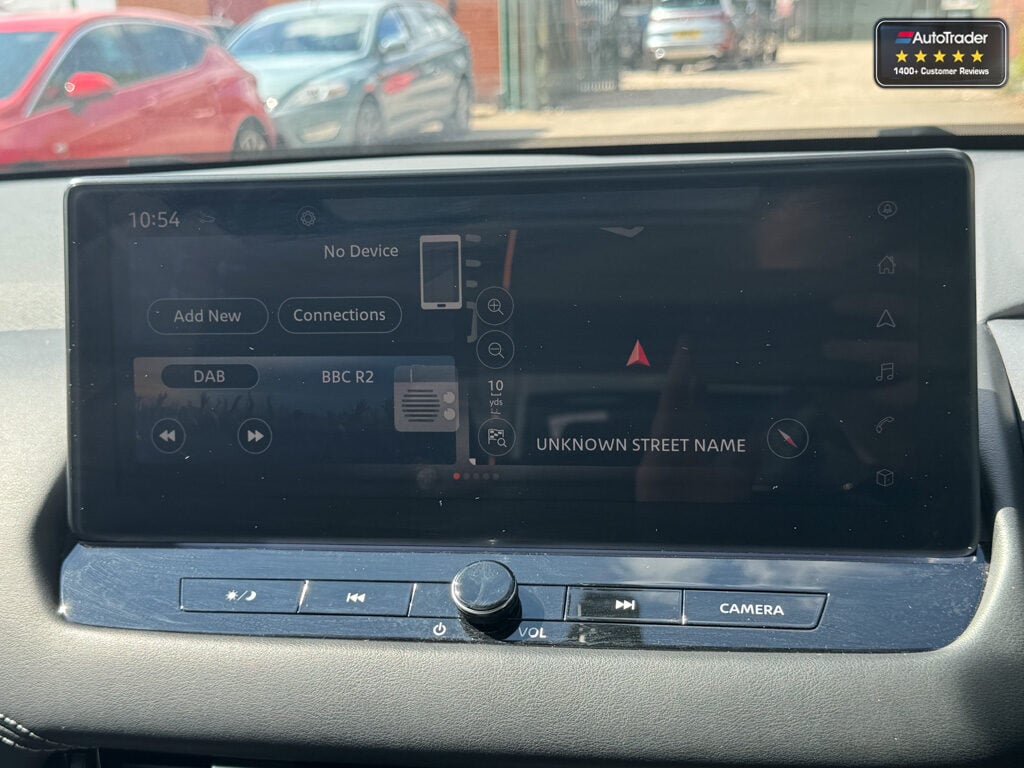 AutoTrader
1400+ Customer Reviews
10:54
No Device
Add New
Connections
DAB
BBC R2
10
yds
UNKNOWN STREET NAME
CAMERA
VOL